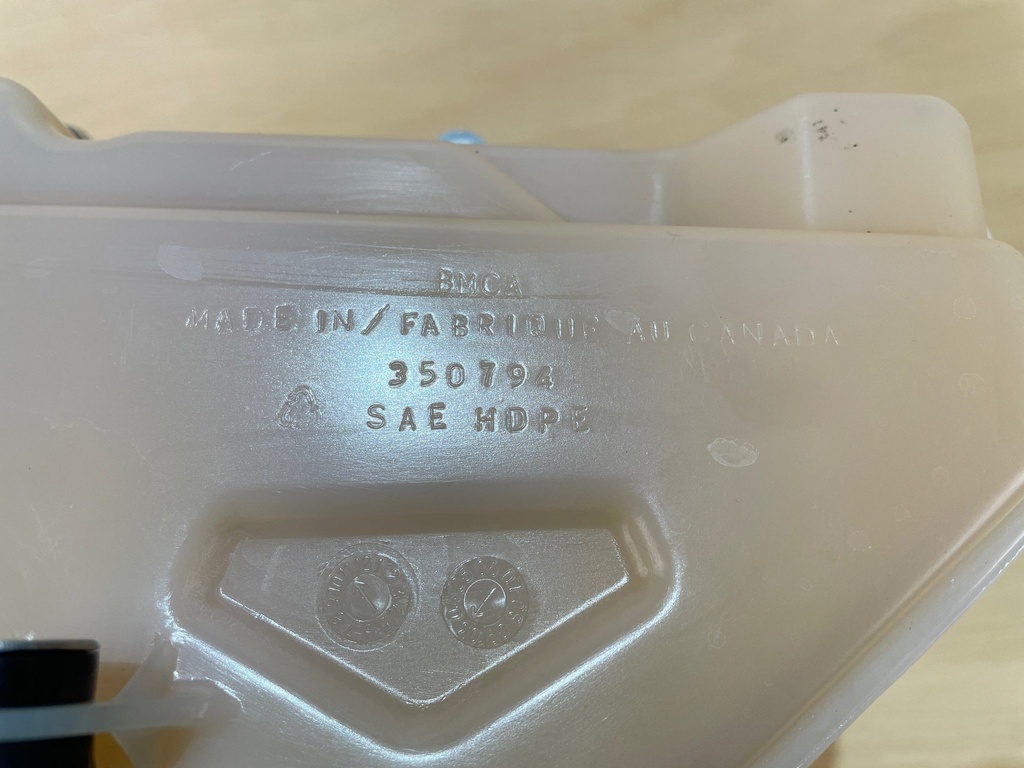 BMCA
MADE IN/FABRIQUE AU CANADA
350794
SAE HDPE